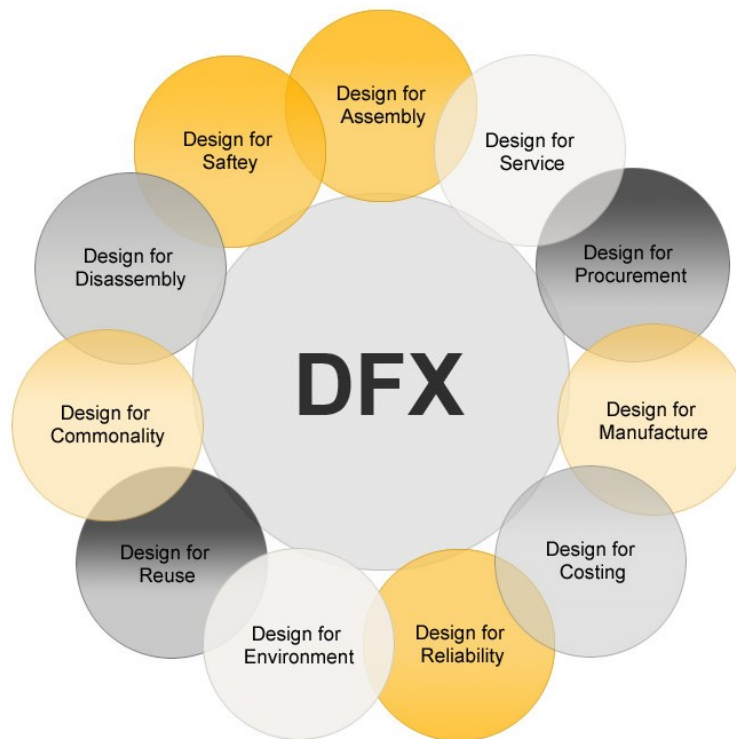 Design for
Assembly
Design for
Service
Design for
Procurement
Design for
Manufacture
Design for
Costing
Design for
Reliability
Design for
Environment
Design for
Reuse
Design for
Commonality
Design for
Disassembly
Design for
Saftey
DFX